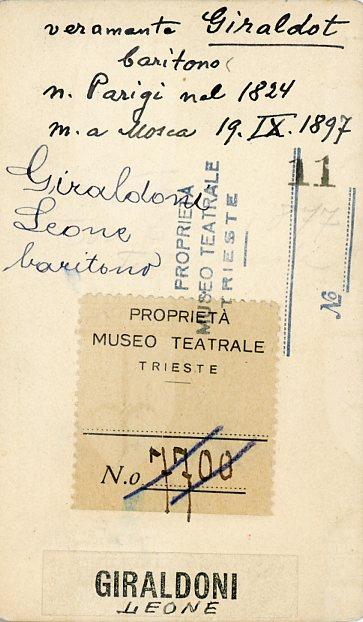 veramente Giraldot
baritono
n. Parigi nel 1824
m. a Mosca 19. IX. 1897
Giraldoni
Leone
baritono
PROPRIETÀ
MUSEO TEATRALE
TRIESTE
11
No
PROPRIETÀ
MUSEO TEATRALE
TRIESTE
N.o 7700
GIRALDONI
LEONE